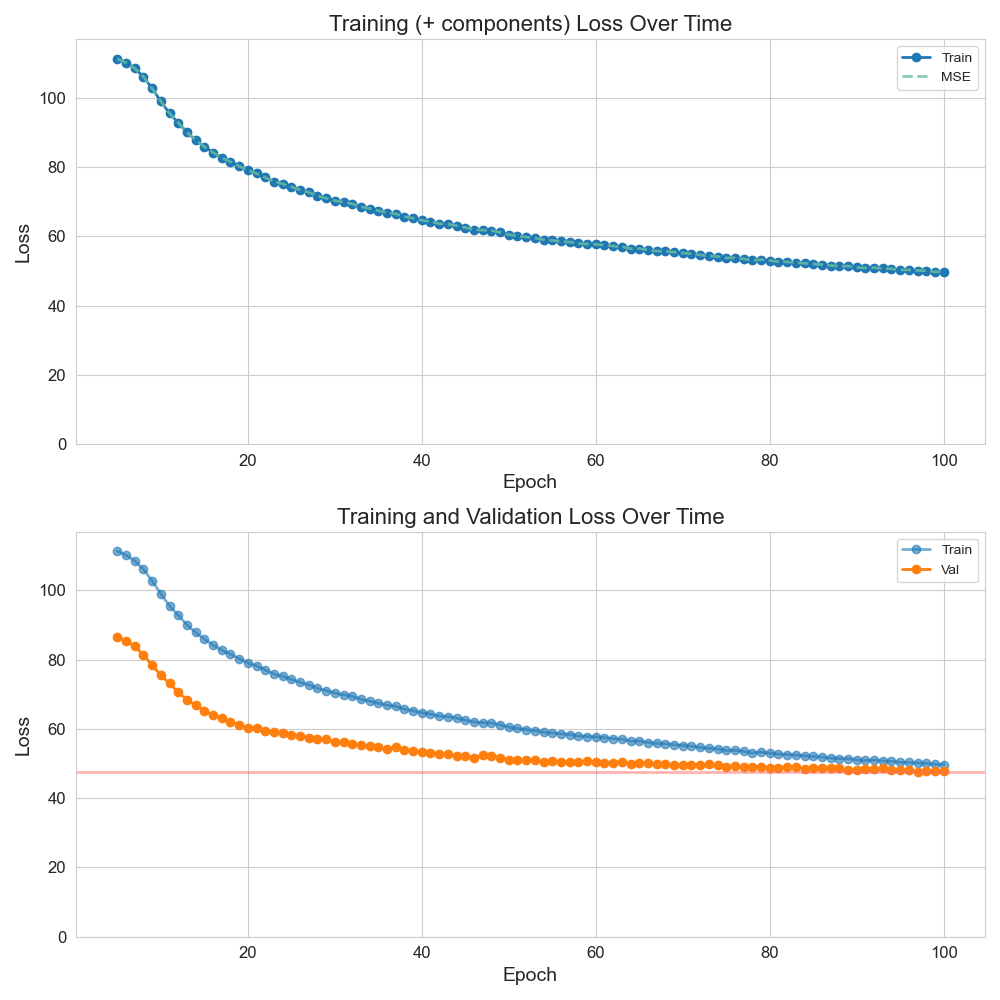 Training (+ components) Loss Over Time
Train
MSE
Loss
100
80
60
40
20
0
20 40 60 80 100
Epoch
Training and Validation Loss Over Time
Train
Val
Loss
100
80
60
40
20
0
20 40 60 80 100
Epoch